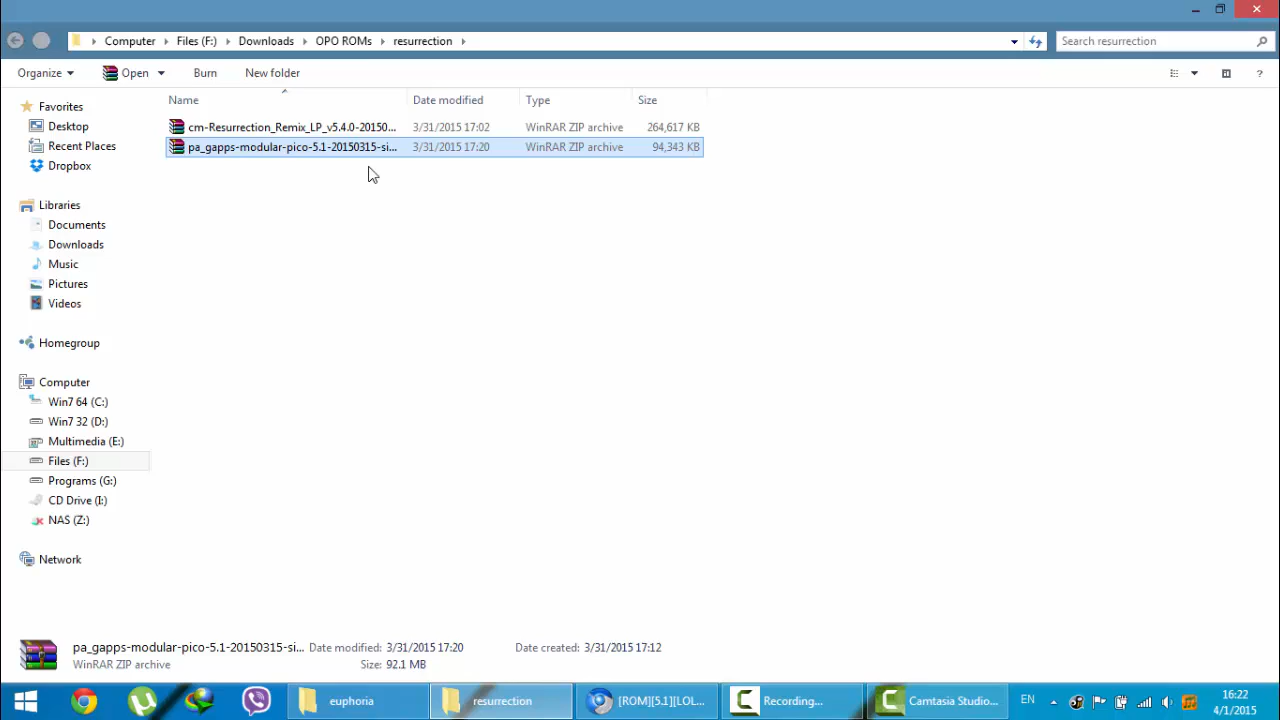 Computer Files (F:) Downloads OPO ROMs resurrection
Search resurrection
Organize Open Burn New folder
?
Name Date modified Type Size
cm-Resurrection_Remix_LP_v5.4.0-20150... 3/31/2015 17:02 WinRAR ZIP archive 264,617 KB
pa_gapps-modular-pico-5.1-20150315-si... 3/31/2015 17:20 WinRAR ZIP archive 94,343 KB
Favorites
Desktop
Recent Places
Dropbox
Libraries
Documents
Downloads
Music
Pictures
Videos
Homegroup
Computer
Win7 64 (C:)
Win7 32 (D:)
Multimedia (E:)
Files (F:)
Programs (G:)
CD Drive (I:)
NAS (Z:)
Network
pa_gapps-modular-pico-5.1-20150315-si... Date modified: 3/31/2015 17:20 Date created: 3/31/2015 17:12
WinRAR ZIP archive Size: 92.1 MB
euphoria
resurrection
[ROM][5.1][LOL...
Recording...
Camtasia Studio...
EN
16:22
4/1/2015